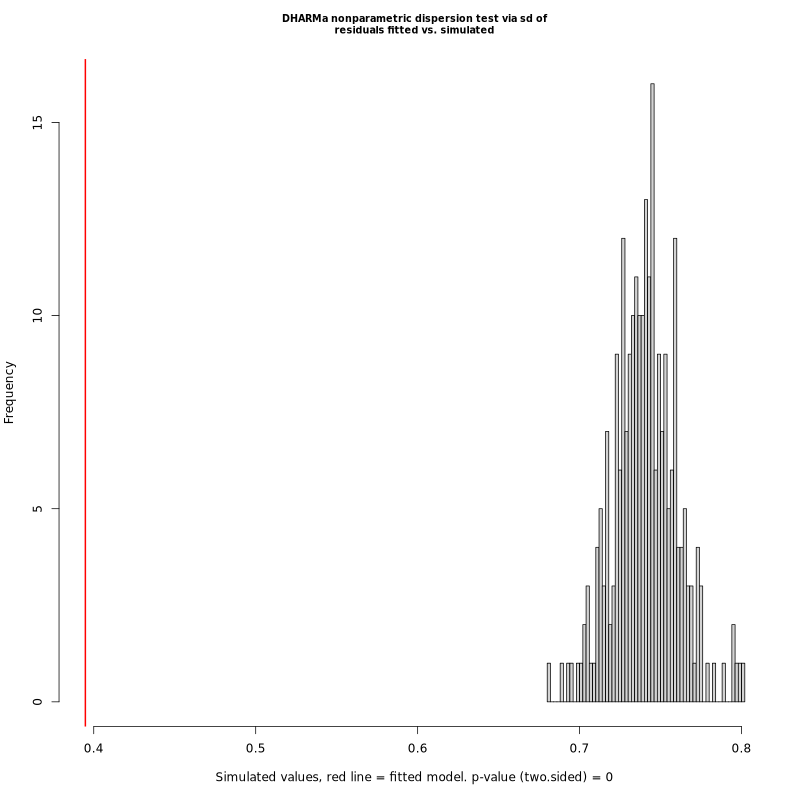 DHARMa nonparametric dispersion test via sd of
residuals fitted vs. simulated
Frequency
15
10
5
0
0.4 0.5 0.6 0.7 0.8
Simulated values, red line = fitted model. p-value (two.sided) = 0